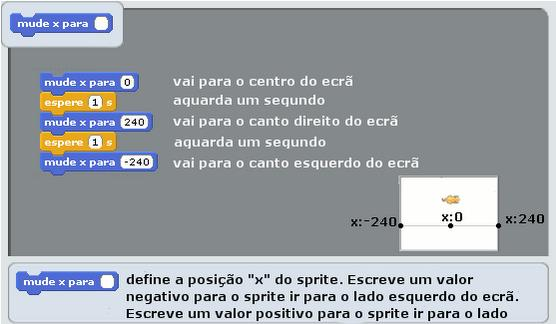 mude x para
mude x para 0 vai para o centro do ecrã
espere 1 s aguarda um segundo
mude x para 240 vai para o canto direito do ecrã
espere 1 s aguarda um segundo
mude x para -240 vai para o canto esquerdo do ecrã
x:-240 x:0 x:240
mude x para define a posição "x" do sprite. Escreve um valor
negativo para o sprite ir para o lado esquerdo do ecrã.
Escreve um valor positivo para o sprite ir para o lado